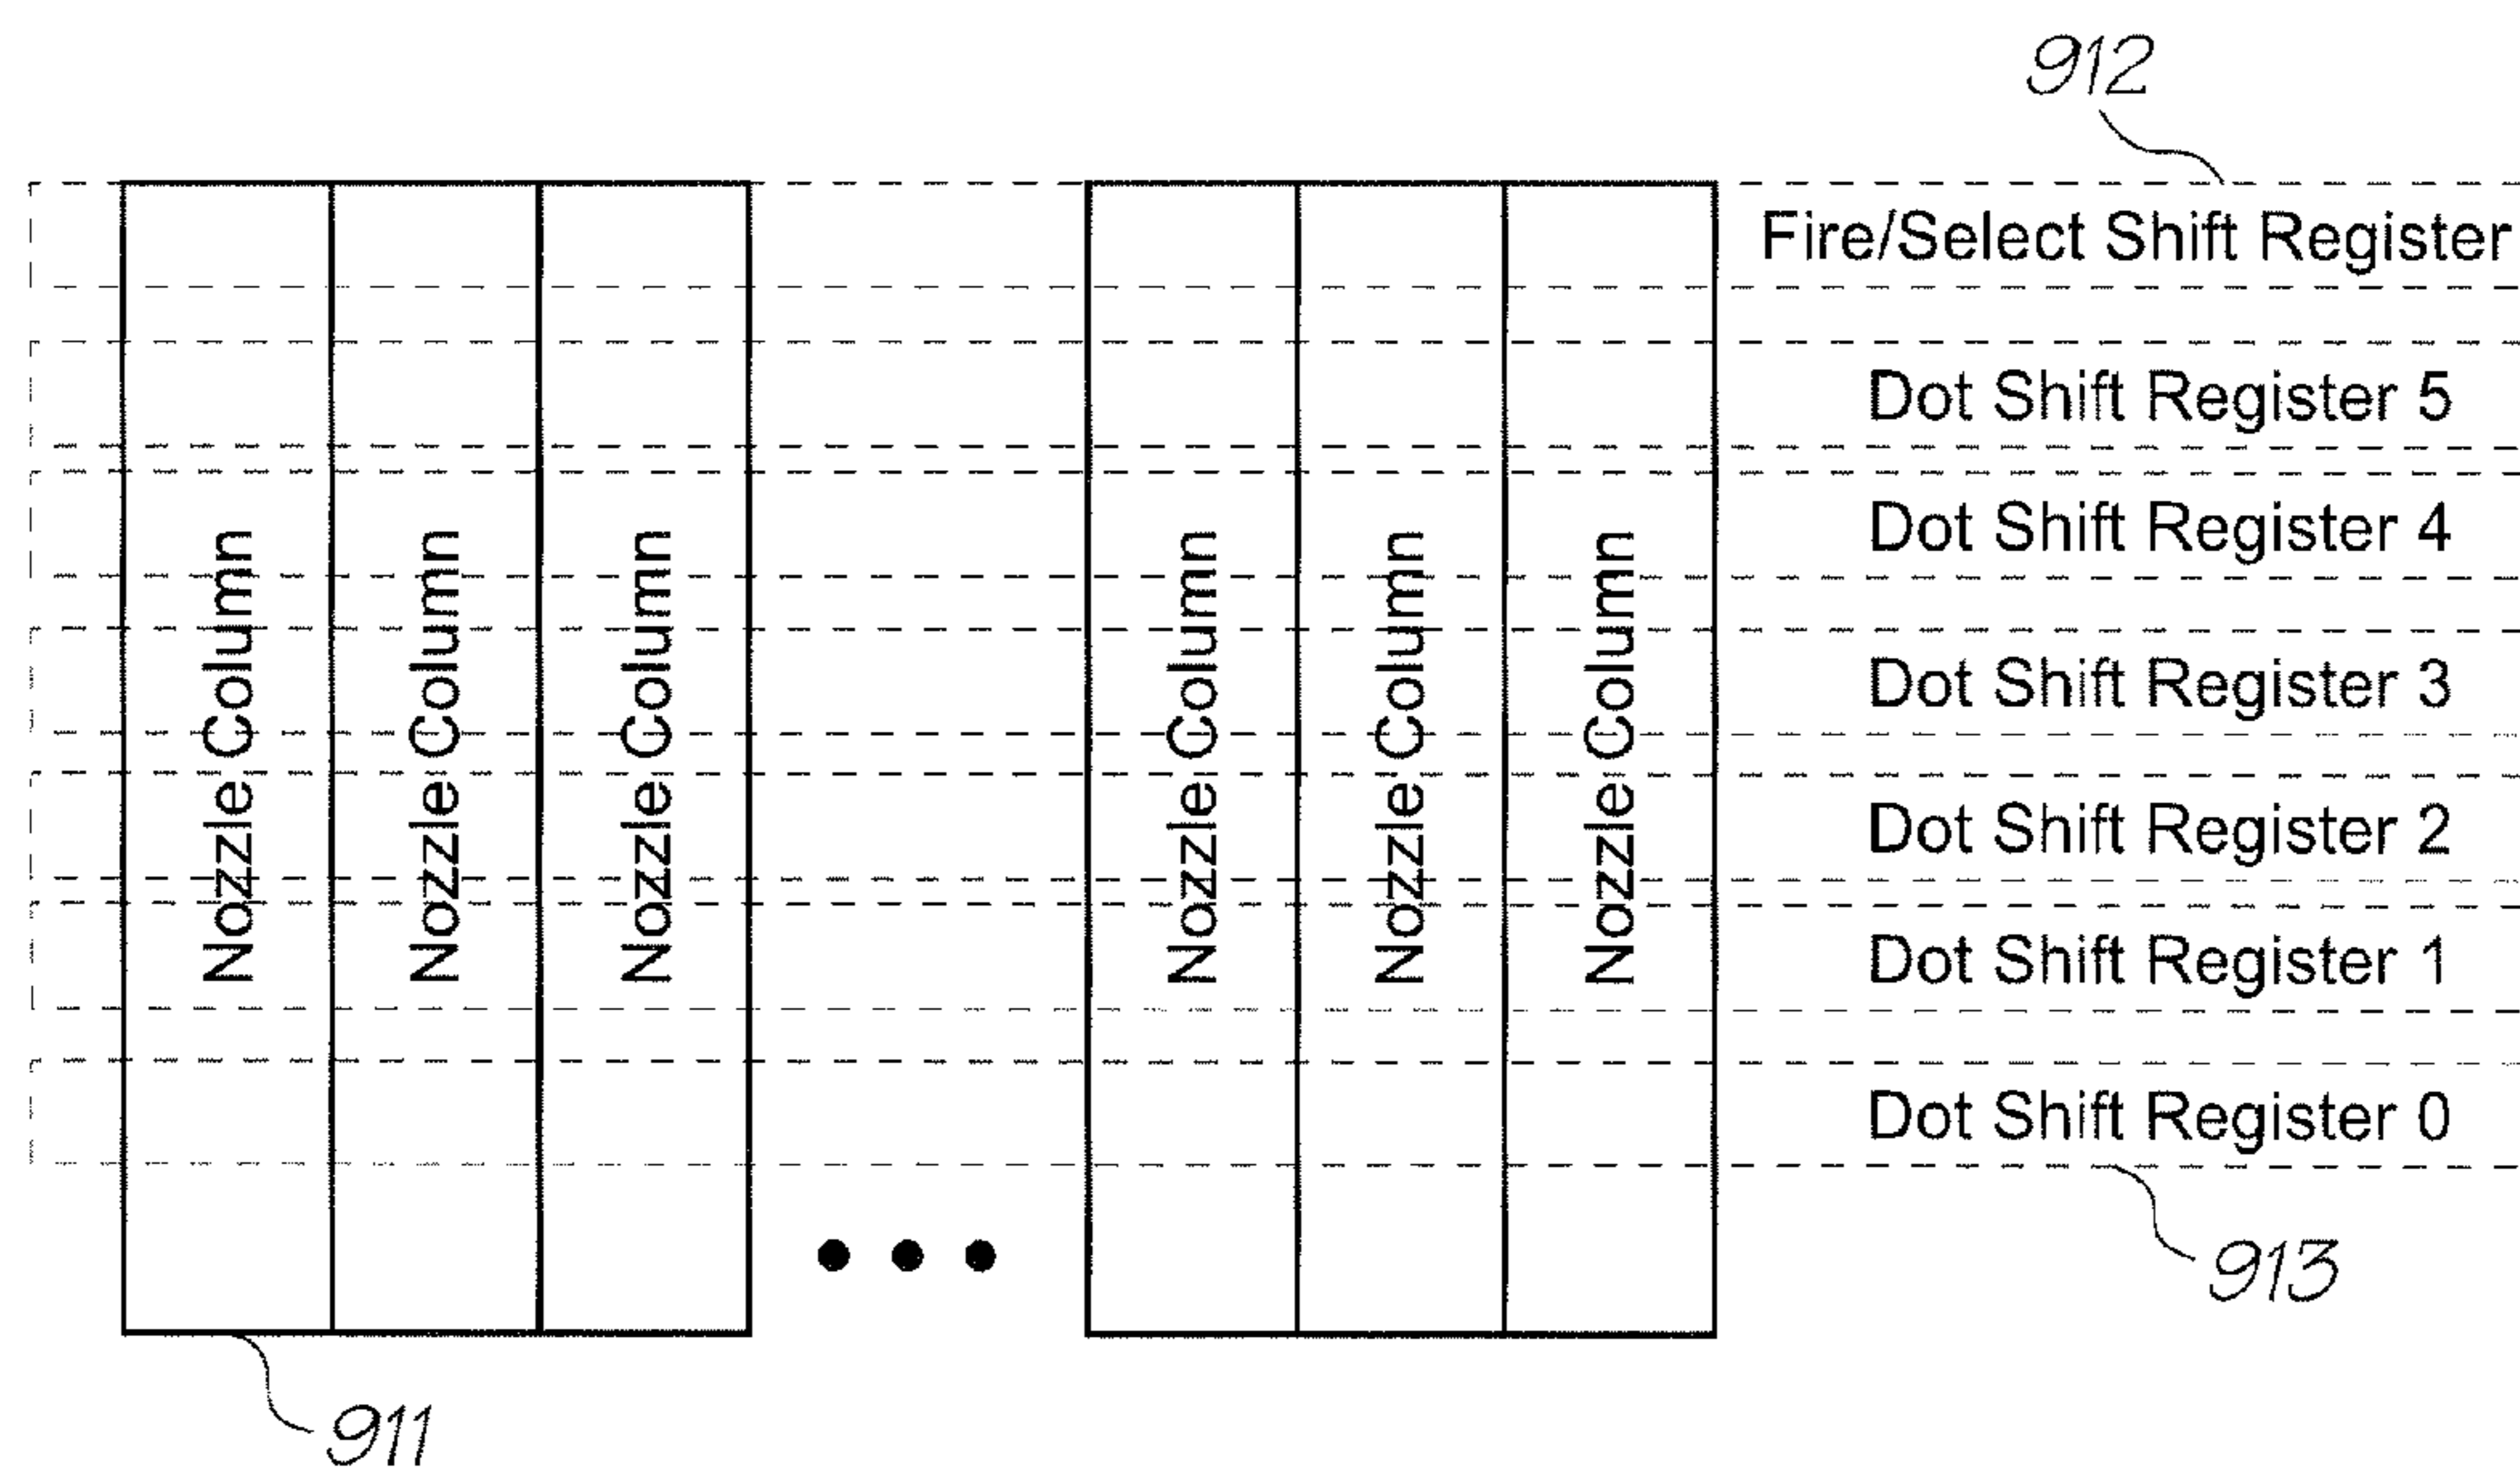 912
Fire/Select Shift Register
Dot Shift Register 5
Dot Shift Register 4
Dot Shift Register 3
Dot Shift Register 2
Dot Shift Register 1
Dot Shift Register 0
Nozzle Column
Nozzle Column
Nozzle Column
Nozzle Column
Nozzle Column
Nozzle Column
913
911